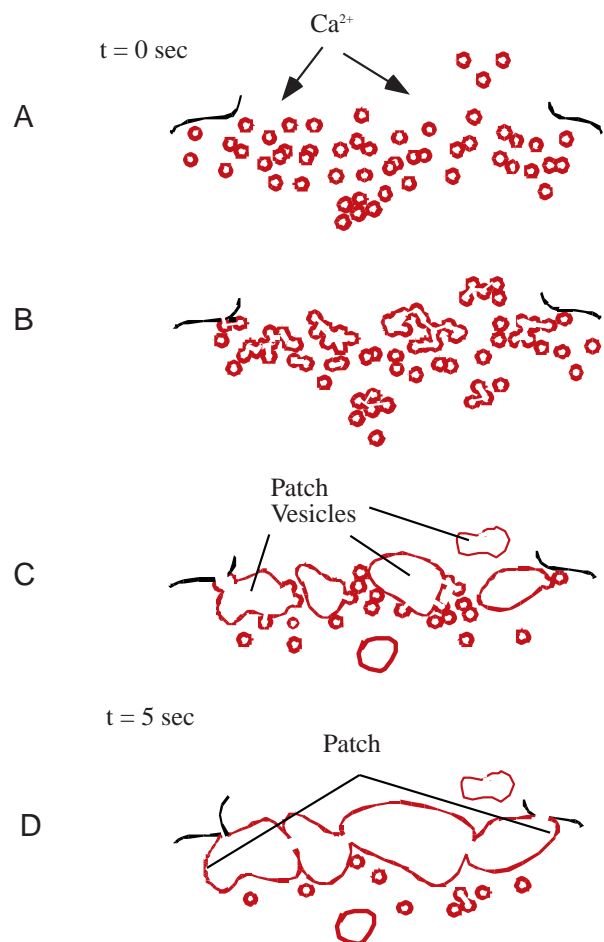 Ca²⁺
t = 0 sec
A
B
Patch
Vesicles
C
t = 5 sec
Patch
D